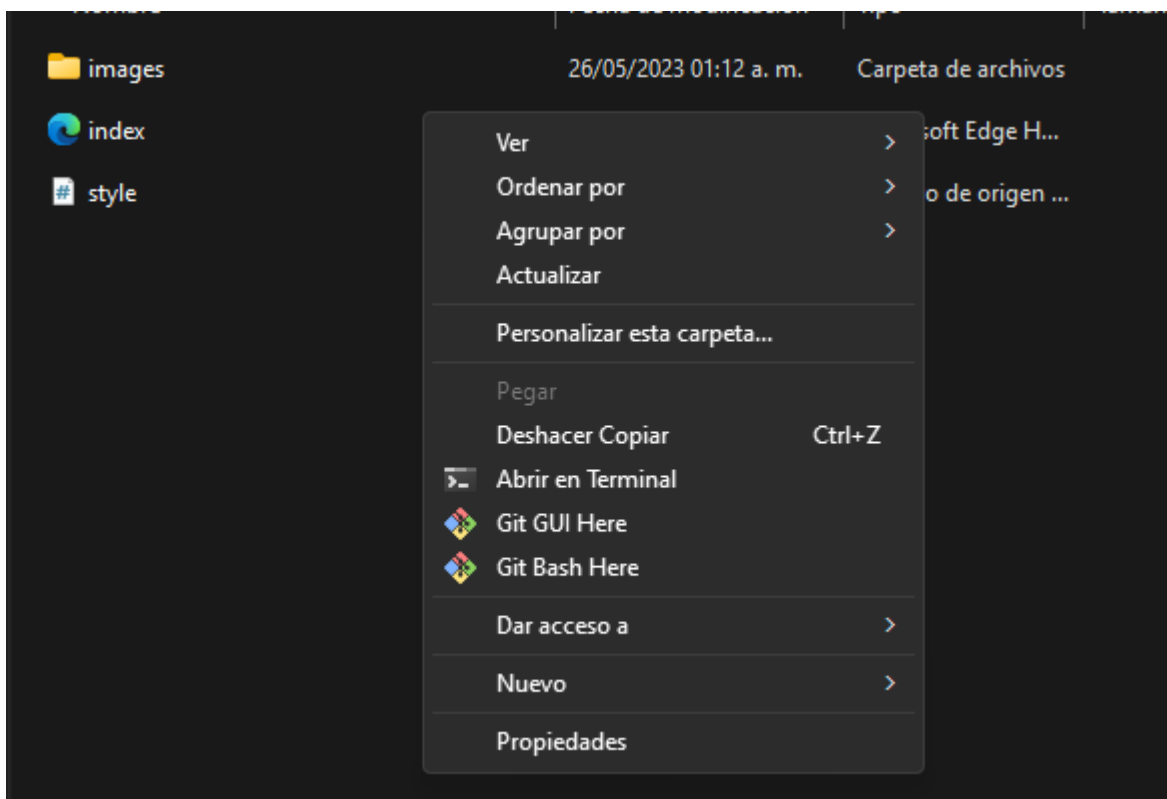 images 26/05/2023 01:12 a. m. Carpeta de archivos
index soft Edge H...
style o de origen ...
Ver
Ordenar por
Agrupar por
Actualizar
Personalizar esta carpeta...
Pegar
Deshacer Copiar Ctrl+Z
Abrir en Terminal
Git GUI Here
Git Bash Here
Dar acceso a
Nuevo
Propiedades